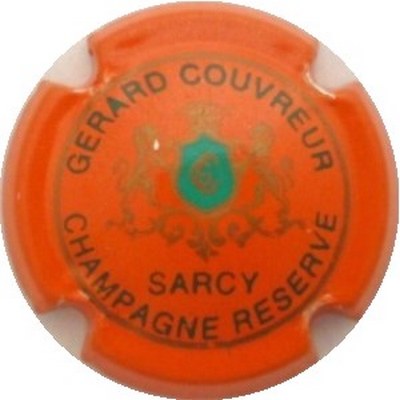 GERARD COUVREUR
G
SARCY
CHAMPAGNE RESERVE